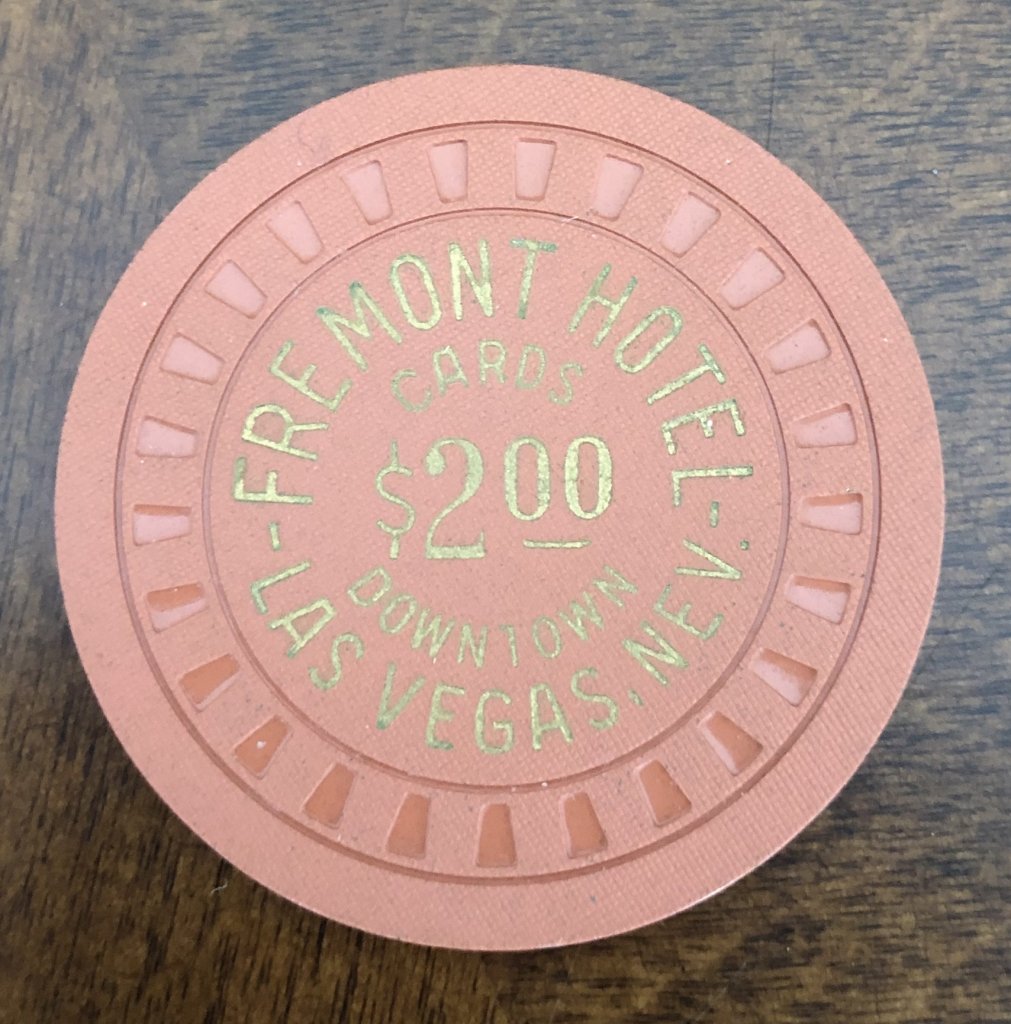 FREMONT HOTEL
CARDS
$2.00
DOWNTOWN
-LAS VEGAS, NEV.-